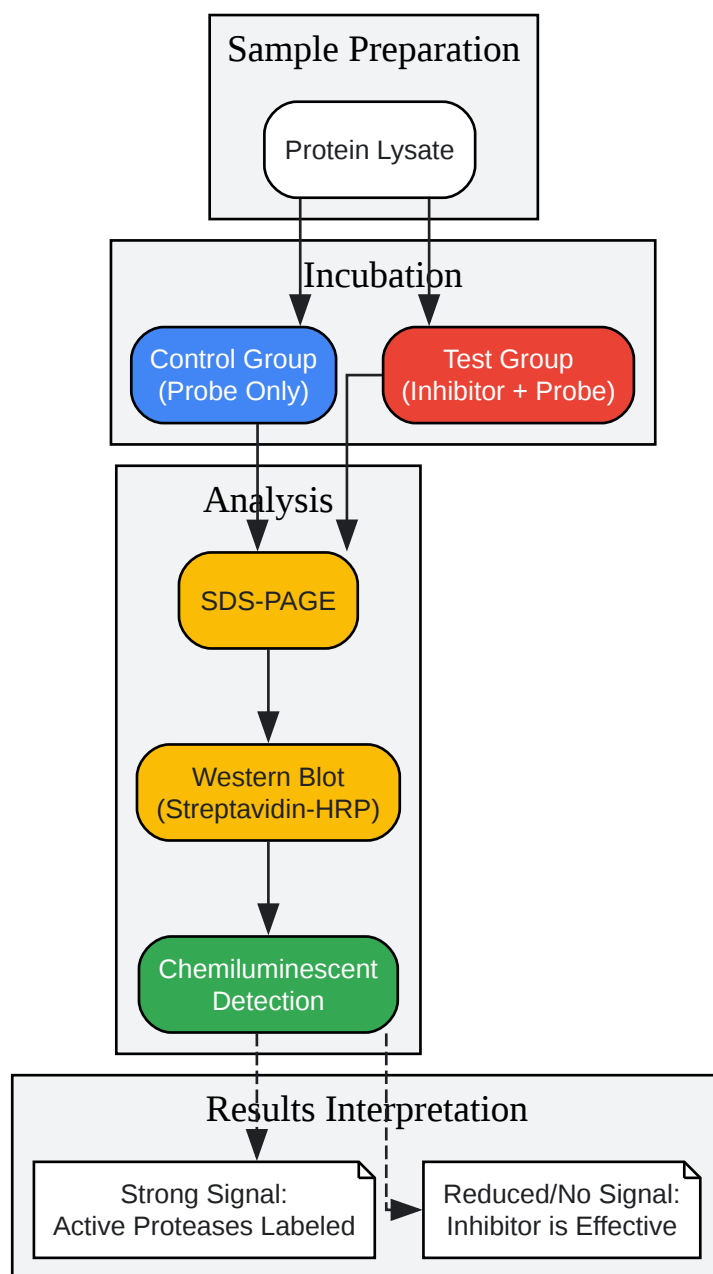 Sample Preparation
Protein Lysate
Incubation
Control Group
(Probe Only)
Test Group
(Inhibitor + Probe)
Analysis
SDS-PAGE
Western Blot
(Streptavidin-HRP)
Chemiluminescent
Detection
Results Interpretation
Strong Signal:
Active Proteases Labeled
Reduced/No Signal:
Inhibitor is Effective